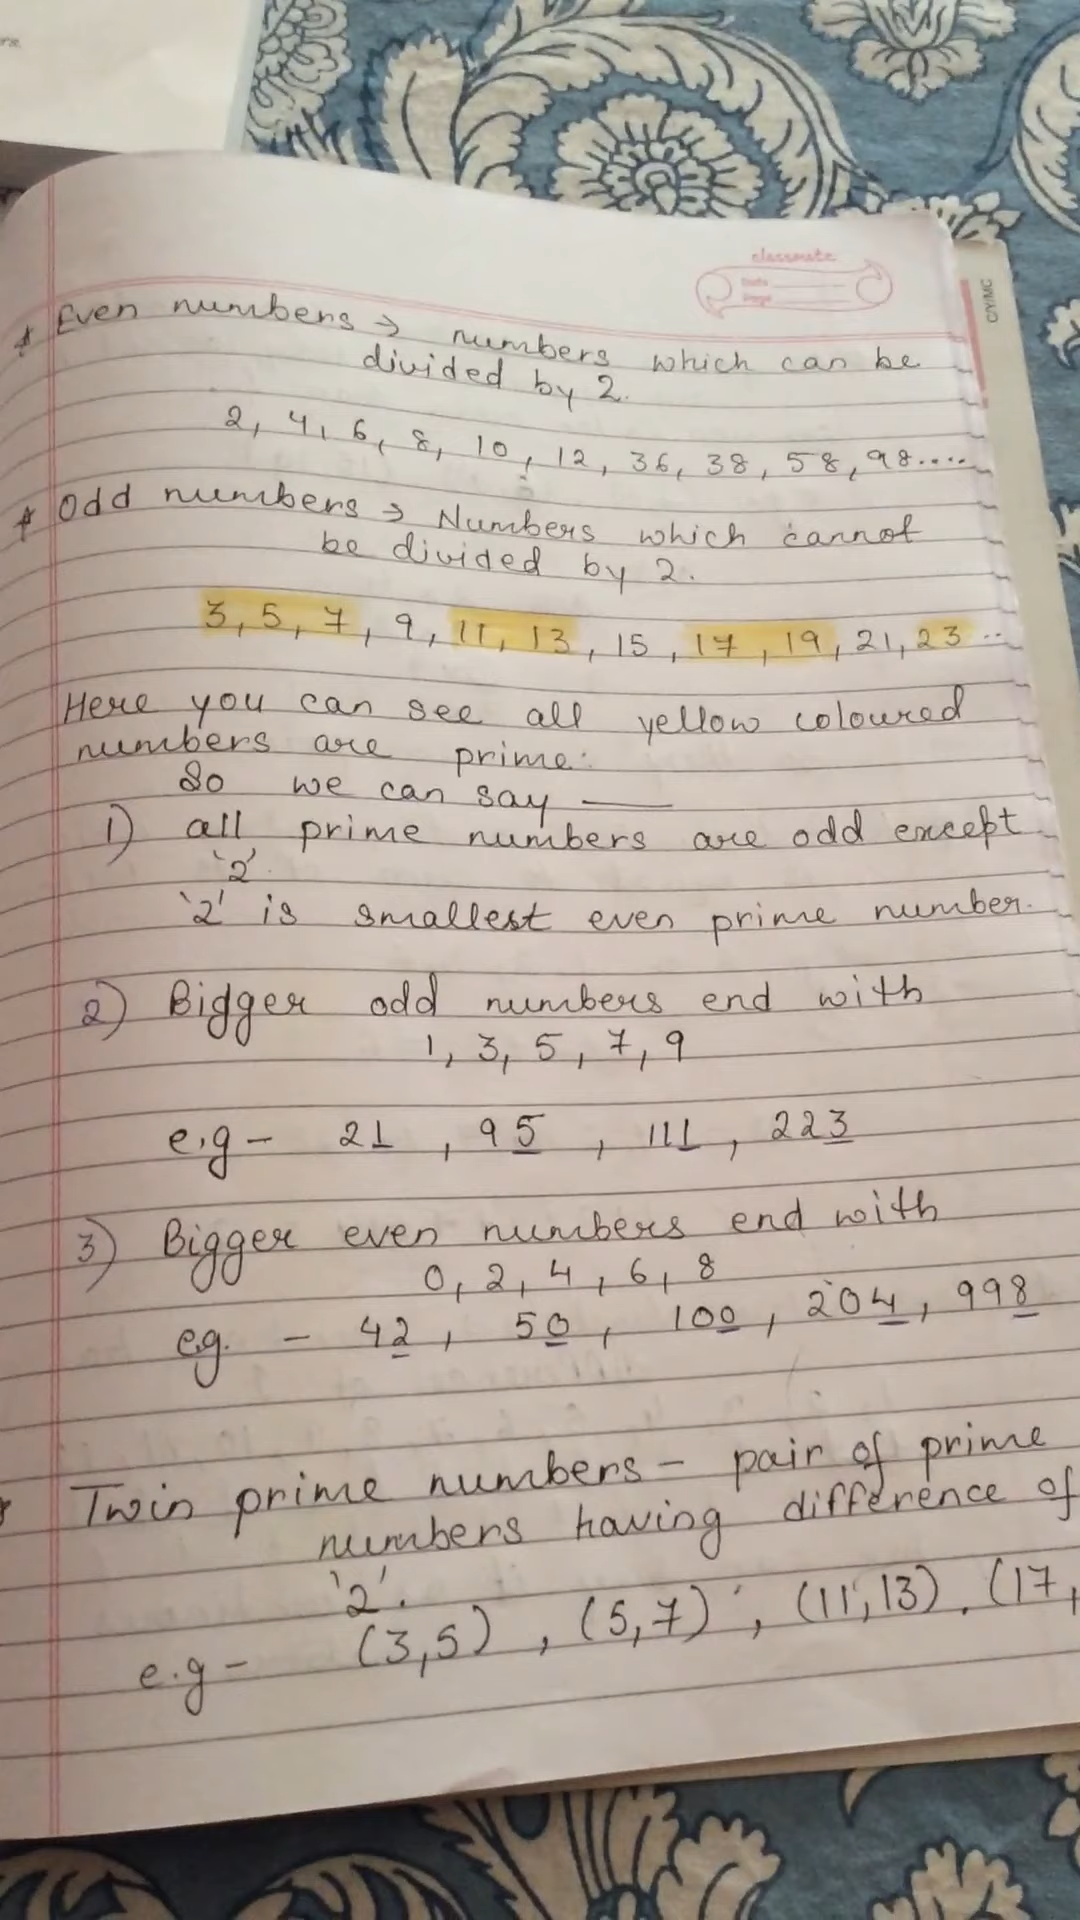 classmate
Date
Page
C/Y/MC
* Even numbers → numbers which can be
divided by 2.
2, 4, 6, 8, 10, 12, 36, 38, 58, 98....
* Odd numbers → Numbers which cannot
be divided by 2.
3, 5, 7, 9, 11, 13, 15, 17, 19, 21, 23 ..
Here you can see all yellow coloured
numbers are prime:
So we can say —
1) all prime numbers are odd except
'2'.
'2' is smallest even prime number.
2) Bigger odd numbers end with
1, 3, 5, 7, 9
e.g - 21, 95, 111, 223
3) Bigger even numbers end with
0, 2, 4, 6, 8
eg. - 42, 50, 100, 204, 998
Twin prime numbers - pair of prime
numbers having difference of
'2'.
e.g - (3,5), (5,7), (11,13), (17,